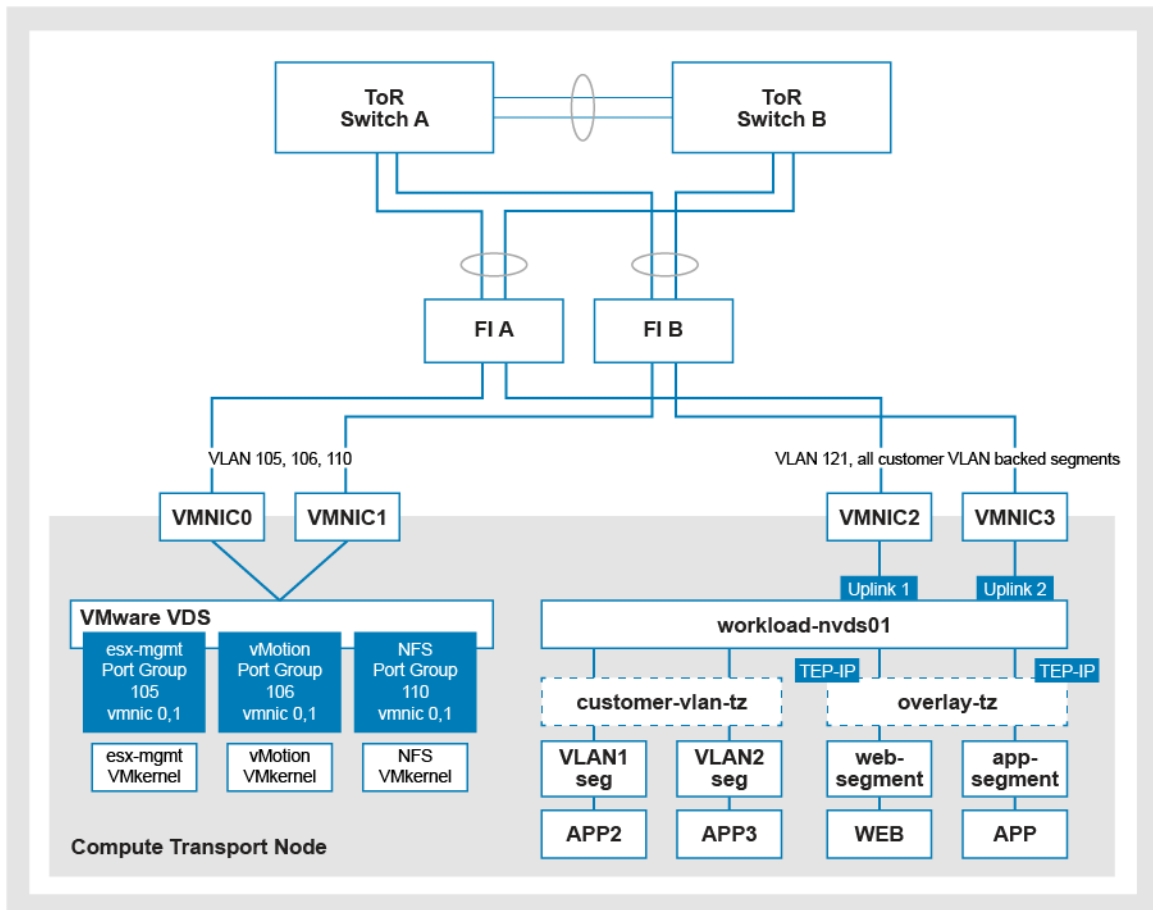 ToR
Switch A
ToR
Switch B
FI A
FI B
VLAN 105, 106, 110
VLAN 121, all customer VLAN backed segments
VMNIC0
VMNIC1
VMNIC2
VMNIC3
Uplink 1
Uplink 2
VMware VDS
esx-mgmt
Port Group
105
vmnic 0,1
vMotion
Port Group
106
vmnic 0,1
NFS
Port Group
110
vmnic 0,1
esx-mgmt
VMkernel
vMotion
VMkernel
NFS
VMkernel
workload-nvds01
TEP-IP
TEP-IP
customer-vlan-tz
overlay-tz
VLAN1
seg
VLAN2
seg
web-
segment
app-
segment
APP2
APP3
WEB
APP
Compute Transport Node